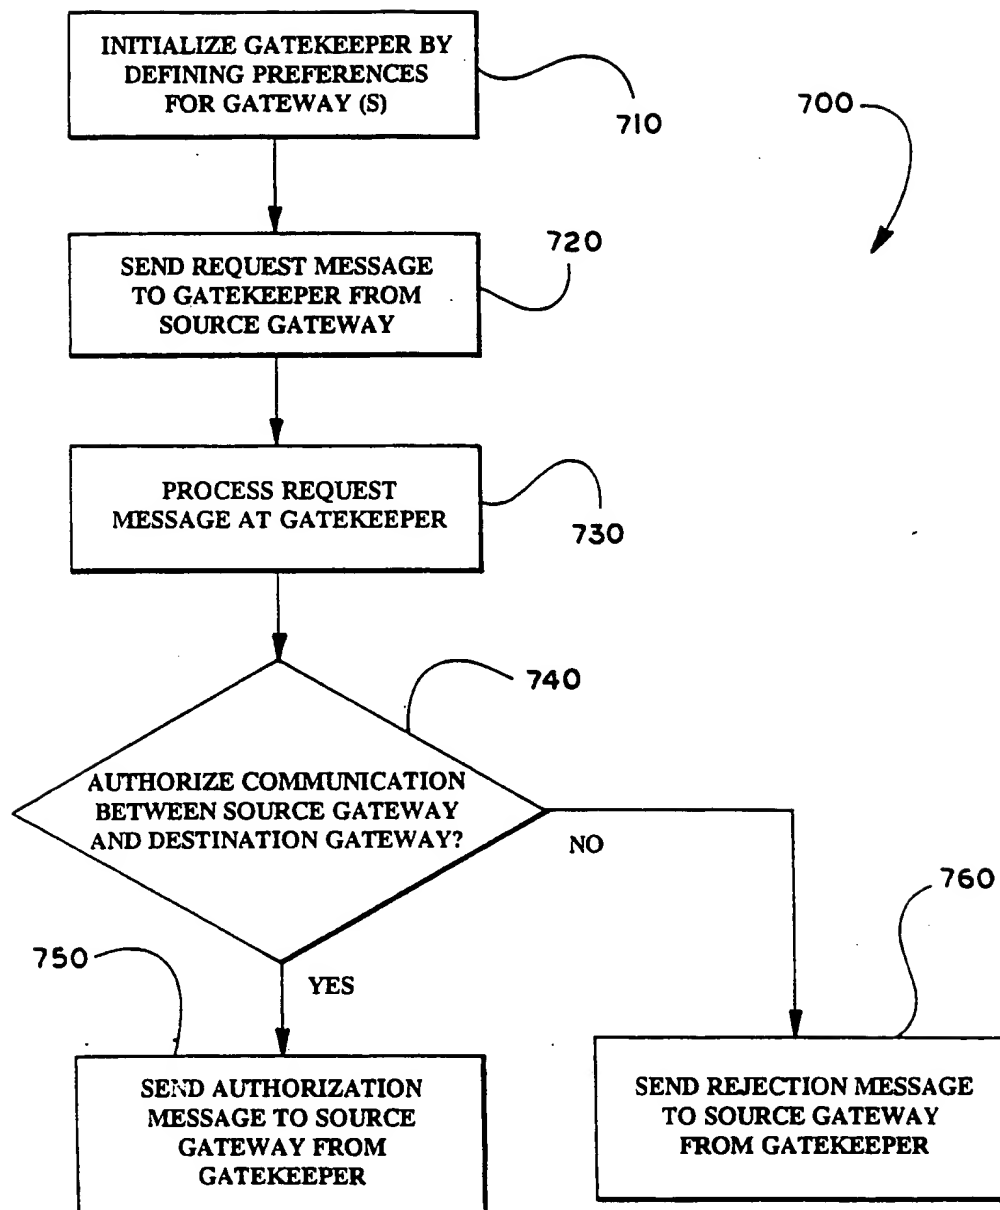 INITIALIZE GATEKEEPER BY
DEFINING PREFERENCES
FOR GATEWAY (S)
710
700
720
SEND REQUEST MESSAGE
TO GATEKEEPER FROM
SOURCE GATEWAY
PROCESS REQUEST
MESSAGE AT GATEKEEPER
730
740
AUTHORIZE COMMUNICATION
BETWEEN SOURCE GATEWAY
AND DESTINATION GATEWAY?
NO
760
750
YES
SEND AUTHORIZATION
MESSAGE TO SOURCE
GATEWAY FROM
GATEKEEPER
SEND REJECTION MESSAGE
TO SOURCE GATEWAY
FROM GATEKEEPER